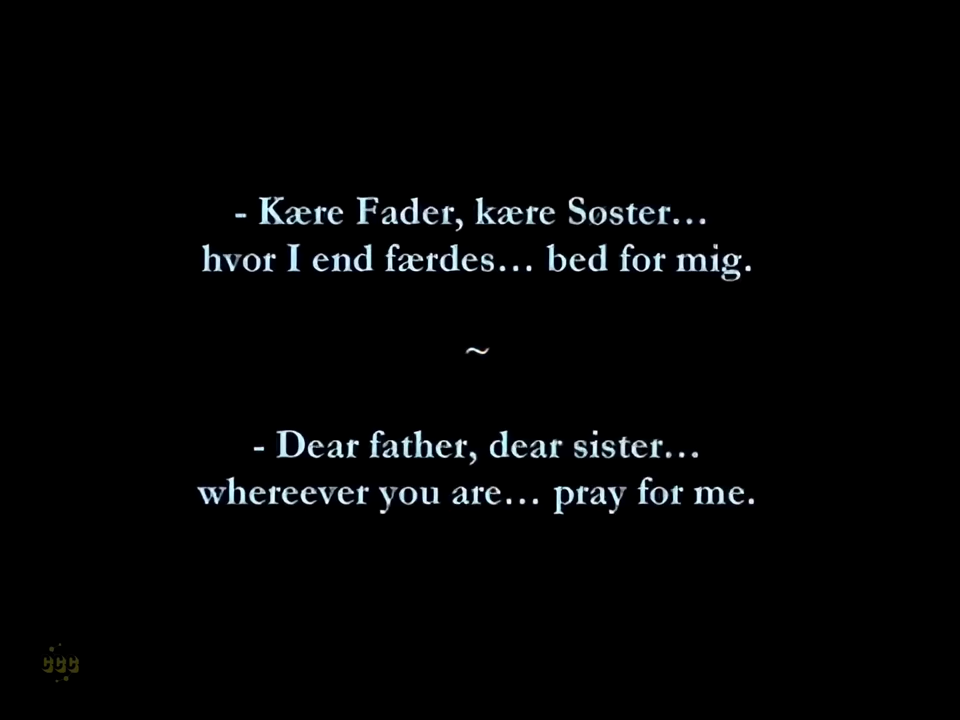 - Kære Fader, kære Søster...
hvor I end færdes... bed for mig.
~
- Dear father, dear sister...
whereever you are... pray for me.
CCC